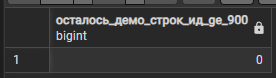 осталось_демо_строк_ид_ge_900
bigint
1 0